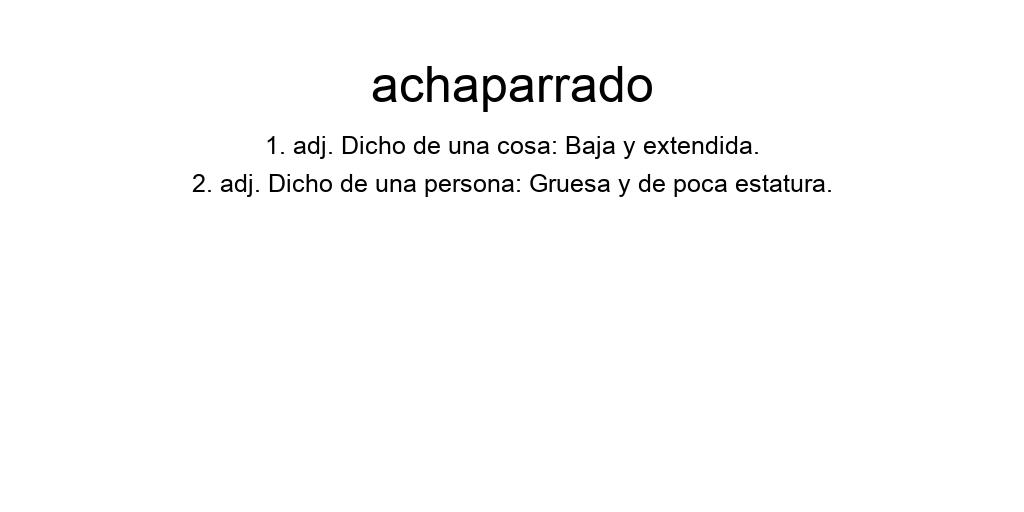 achaparrado
1. adj. Dicho de una cosa: Baja y extendida.
2. adj. Dicho de una persona: Gruesa y de poca estatura.